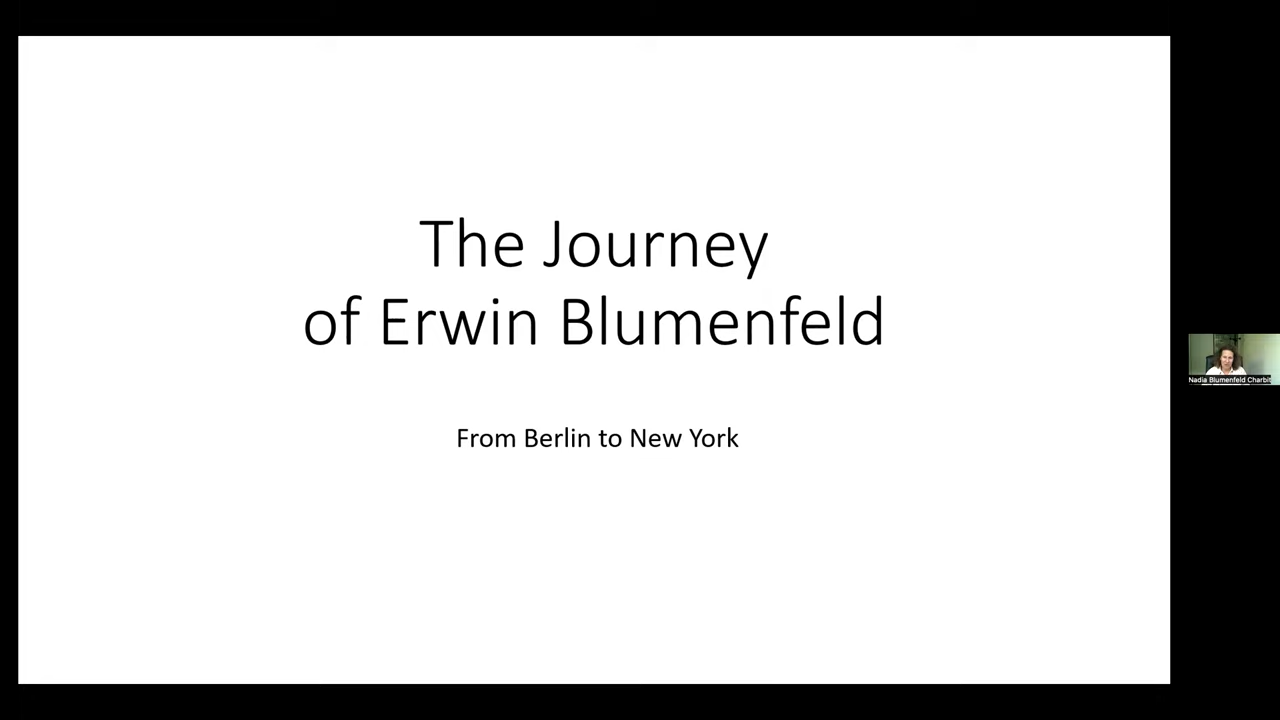 The Journey
of Erwin Blumenfeld
From Berlin to New York
Nadia Blumenfeld Charbit